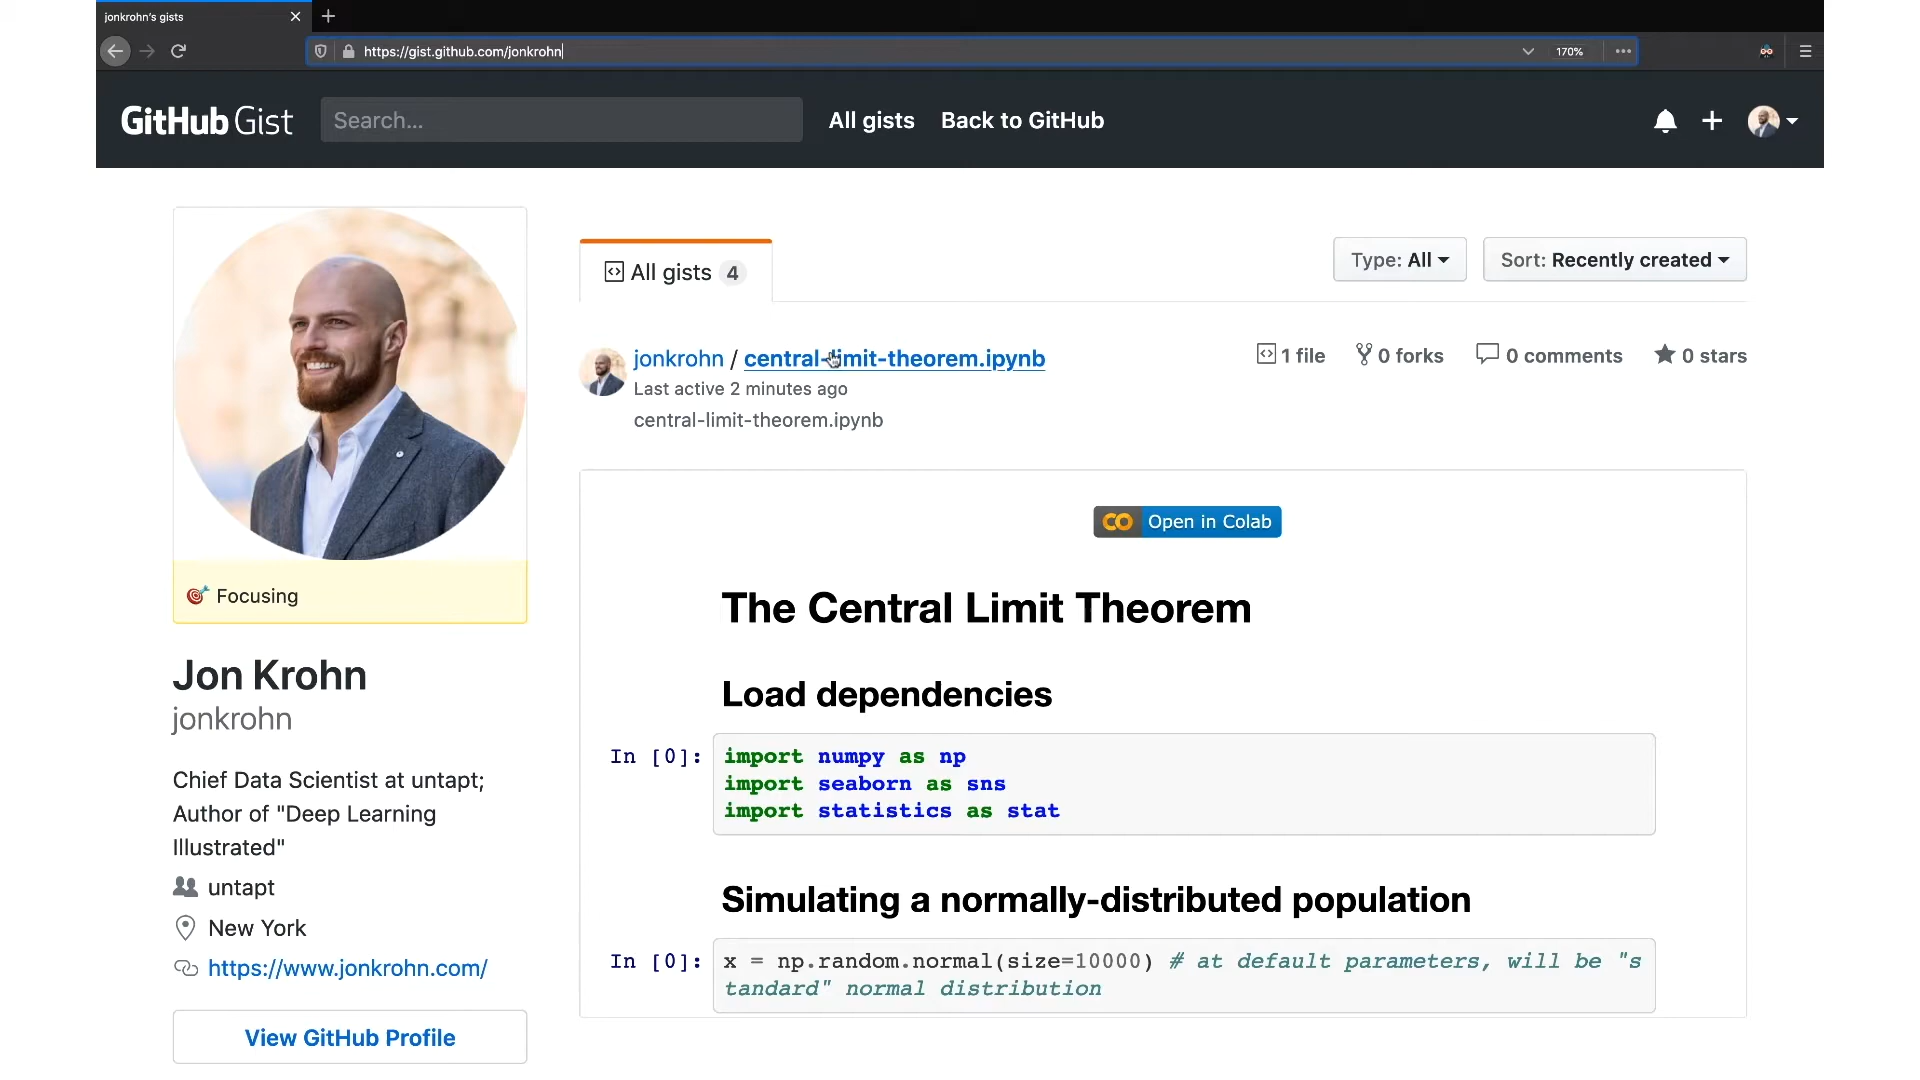 jonkrohn's gists
https://gist.github.com/jonkrohn
170%
GitHub Gist
Search...
All gists
Back to GitHub
All gists 4
Type: All
Sort: Recently created
jonkrohn / central-limit-theorem.ipynb
1 file
0 forks
0 comments
0 stars
Last active 2 minutes ago
central-limit-theorem.ipynb
Open in Colab
The Central Limit Theorem
Load dependencies
In [0]:
import numpy as np
import seaborn as sns
import statistics as stat
Simulating a normally-distributed population
In [0]:
x = np.random.normal(size=10000) # at default parameters, will be "s
tandard" normal distribution
Focusing
Jon Krohn
jonkrohn
Chief Data Scientist at untapt;
Author of "Deep Learning
Illustrated"
untapt
New York
https://www.jonkrohn.com/
View GitHub Profile